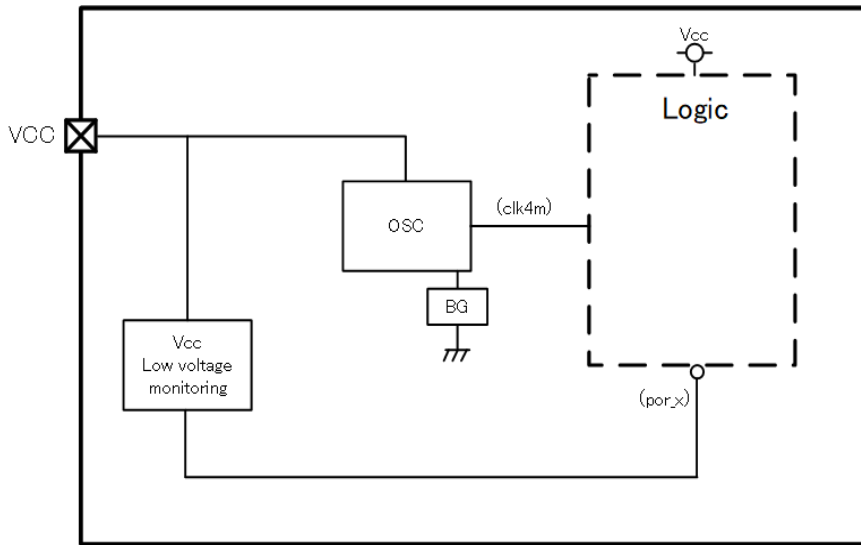 Vcc
Logic
VCC
OSC
(clk4m)
BG
Vcc
Low voltage
monitoring
(por_x)